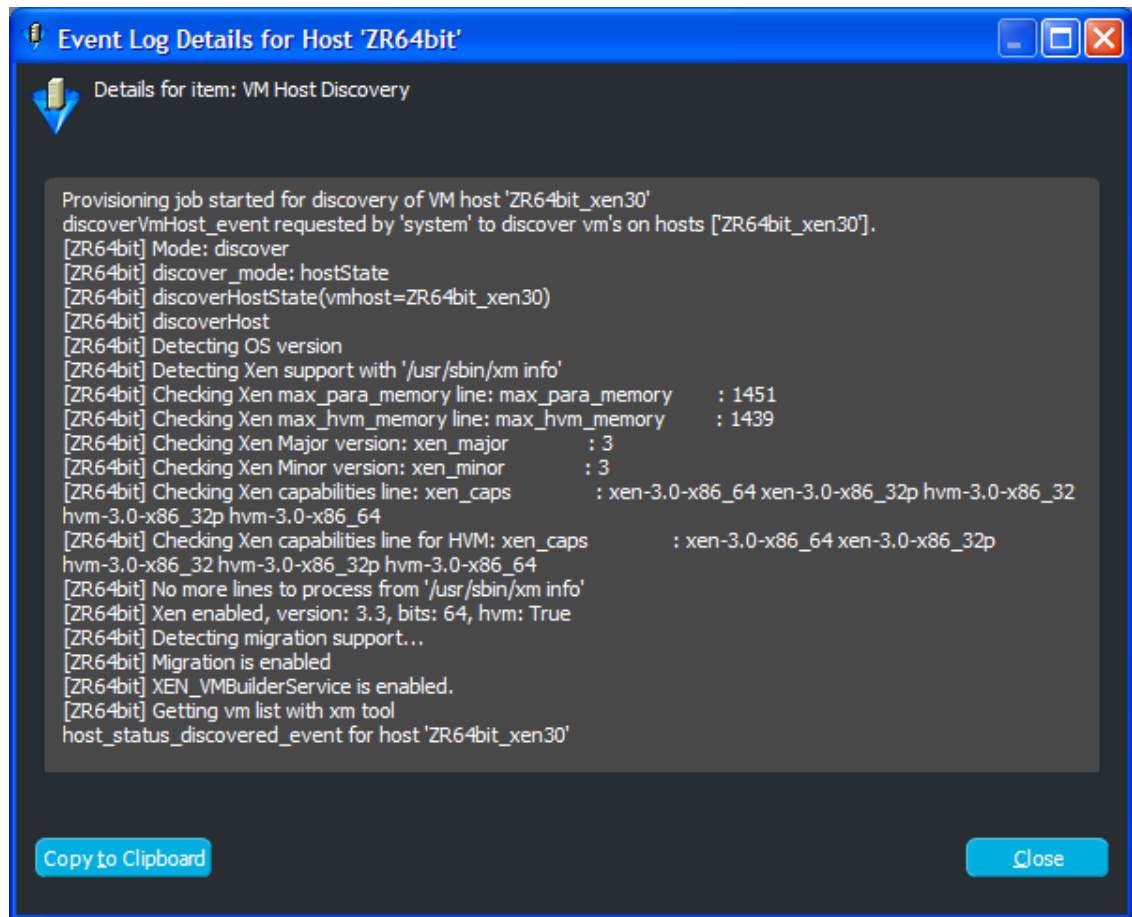 Event Log Details for Host 'ZR64bit'
Details for item: VM Host Discovery
Provisioning job started for discovery of VM host 'ZR64bit_xen30'
discoverVmHost_event requested by 'system' to discover vm's on hosts ['ZR64bit_xen30'].
[ZR64bit] Mode: discover
[ZR64bit] discover_mode: hostState
[ZR64bit] discoverHostState(vmhost=ZR64bit_xen30)
[ZR64bit] discoverHost
[ZR64bit] Detecting OS version
[ZR64bit] Detecting Xen support with '/usr/sbin/xm info'
[ZR64bit] Checking Xen max_para_memory line: max_para_memory : 1451
[ZR64bit] Checking Xen max_hvm_memory line: max_hvm_memory : 1439
[ZR64bit] Checking Xen Major version: xen_major : 3
[ZR64bit] Checking Xen Minor version: xen_minor : 3
[ZR64bit] Checking Xen capabilities line: xen_caps : xen-3.0-x86_64 xen-3.0-x86_32p hvm-3.0-x86_32
hvm-3.0-x86_32p hvm-3.0-x86_64
[ZR64bit] Checking Xen capabilities line for HVM: xen_caps : xen-3.0-x86_64 xen-3.0-x86_32p
hvm-3.0-x86_32 hvm-3.0-x86_32p hvm-3.0-x86_64
[ZR64bit] No more lines to process from '/usr/sbin/xm info'
[ZR64bit] Xen enabled, version: 3.3, bits: 64, hvm: True
[ZR64bit] Detecting migration support...
[ZR64bit] Migration is enabled
[ZR64bit] XEN_VMBuilderService is enabled.
[ZR64bit] Getting vm list with xm tool
host_status_discovered_event for host 'ZR64bit_xen30'
Copy to Clipboard
Close